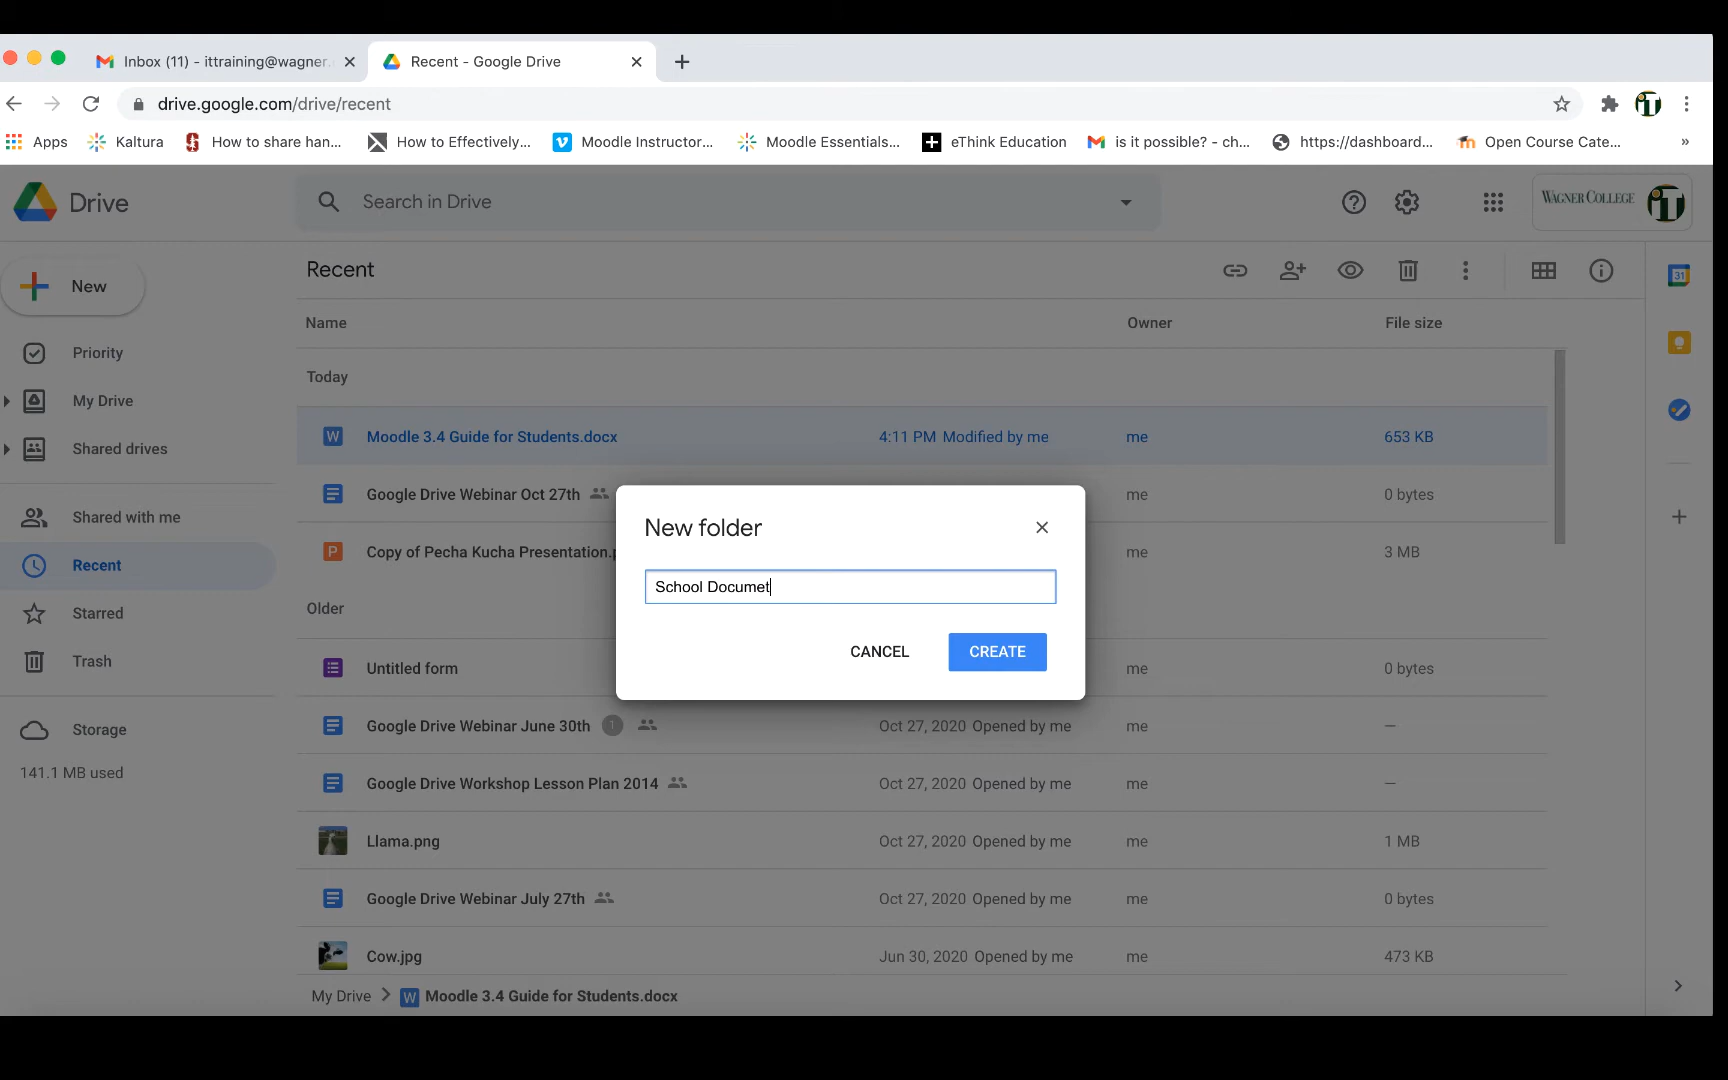 Inbox (11) - ittraining@wagner.
Recent - Google Drive
drive.google.com/drive/recent
Apps
Kaltura
How to share han...
How to Effectively...
Moodle Instructor...
Moodle Essentials...
eThink Education
is it possible? - ch...
https://dashboard...
Open Course Cate...
»
Drive
Search in Drive
WAGNER COLLEGE
iT
New
Recent
Name
Owner
File size
31
Priority
My Drive
Shared drives
Shared with me
Recent
Starred
Trash
Storage
141.1 MB used
Today
W Moodle 3.4 Guide for Students.docx 4:11 PM Modified by me me 653 KB
Google Drive Webinar Oct 27th me 0 bytes
P Copy of Pecha Kucha Presentation.p me 3 MB
New folder
School Documet
CANCEL
CREATE
Older
Untitled form me 0 bytes
Google Drive Webinar June 30th 1 Oct 27, 2020 Opened by me me —
Google Drive Workshop Lesson Plan 2014 Oct 27, 2020 Opened by me me —
Llama.png Oct 27, 2020 Opened by me me 1 MB
Google Drive Webinar July 27th Oct 27, 2020 Opened by me me 0 bytes
Cow.jpg Jun 30, 2020 Opened by me me 473 KB
My Drive > W Moodle 3.4 Guide for Students.docx